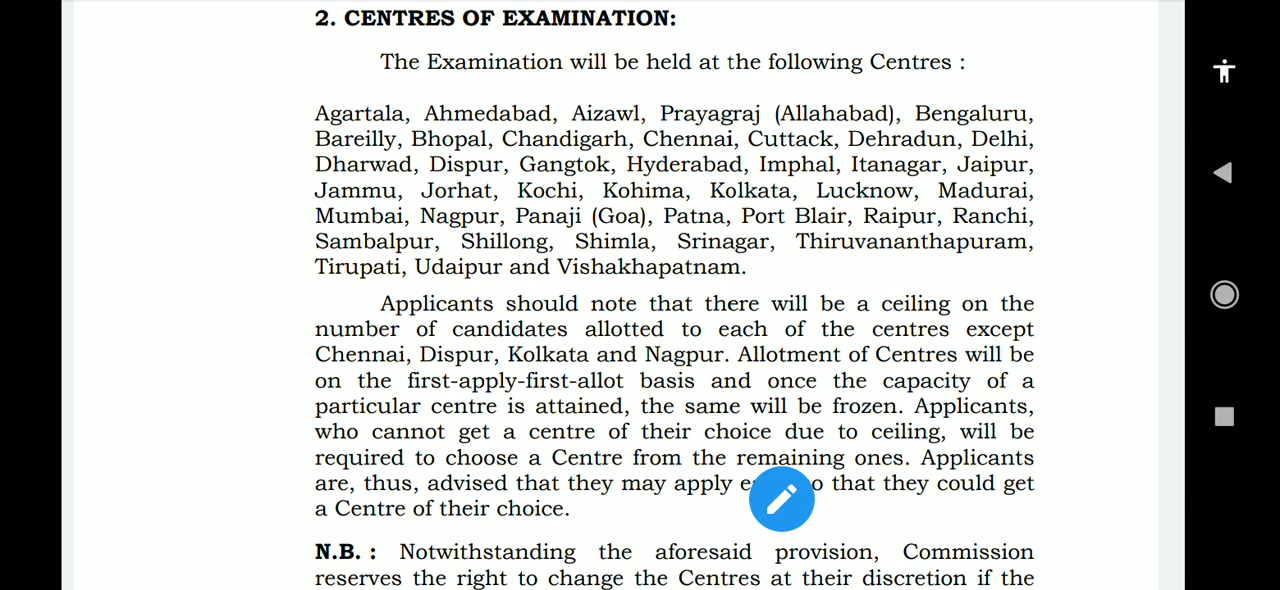 2. CENTRES OF EXAMINATION:
The Examination will be held at the following Centres :
Agartala, Ahmedabad, Aizawl, Prayagraj (Allahabad), Bengaluru,
Bareilly, Bhopal, Chandigarh, Chennai, Cuttack, Dehradun, Delhi,
Dharwad, Dispur, Gangtok, Hyderabad, Imphal, Itanagar, Jaipur,
Jammu, Jorhat, Kochi, Kohima, Kolkata, Lucknow, Madurai,
Mumbai, Nagpur, Panaji (Goa), Patna, Port Blair, Raipur, Ranchi,
Sambalpur, Shillong, Shimla, Srinagar, Thiruvananthapuram,
Tirupati, Udaipur and Vishakhapatnam.
Applicants should note that there will be a ceiling on the
number of candidates allotted to each of the centres except
Chennai, Dispur, Kolkata and Nagpur. Allotment of Centres will be
on the first-apply-first-allot basis and once the capacity of a
particular centre is attained, the same will be frozen. Applicants,
who cannot get a centre of their choice due to ceiling, will be
required to choose a Centre from the remaining ones. Applicants
are, thus, advised that they may apply that they could get
a Centre of their choice.
N.B. : Notwithstanding the aforesaid provision, Commission
reserves the right to change the Centres at their discretion if the